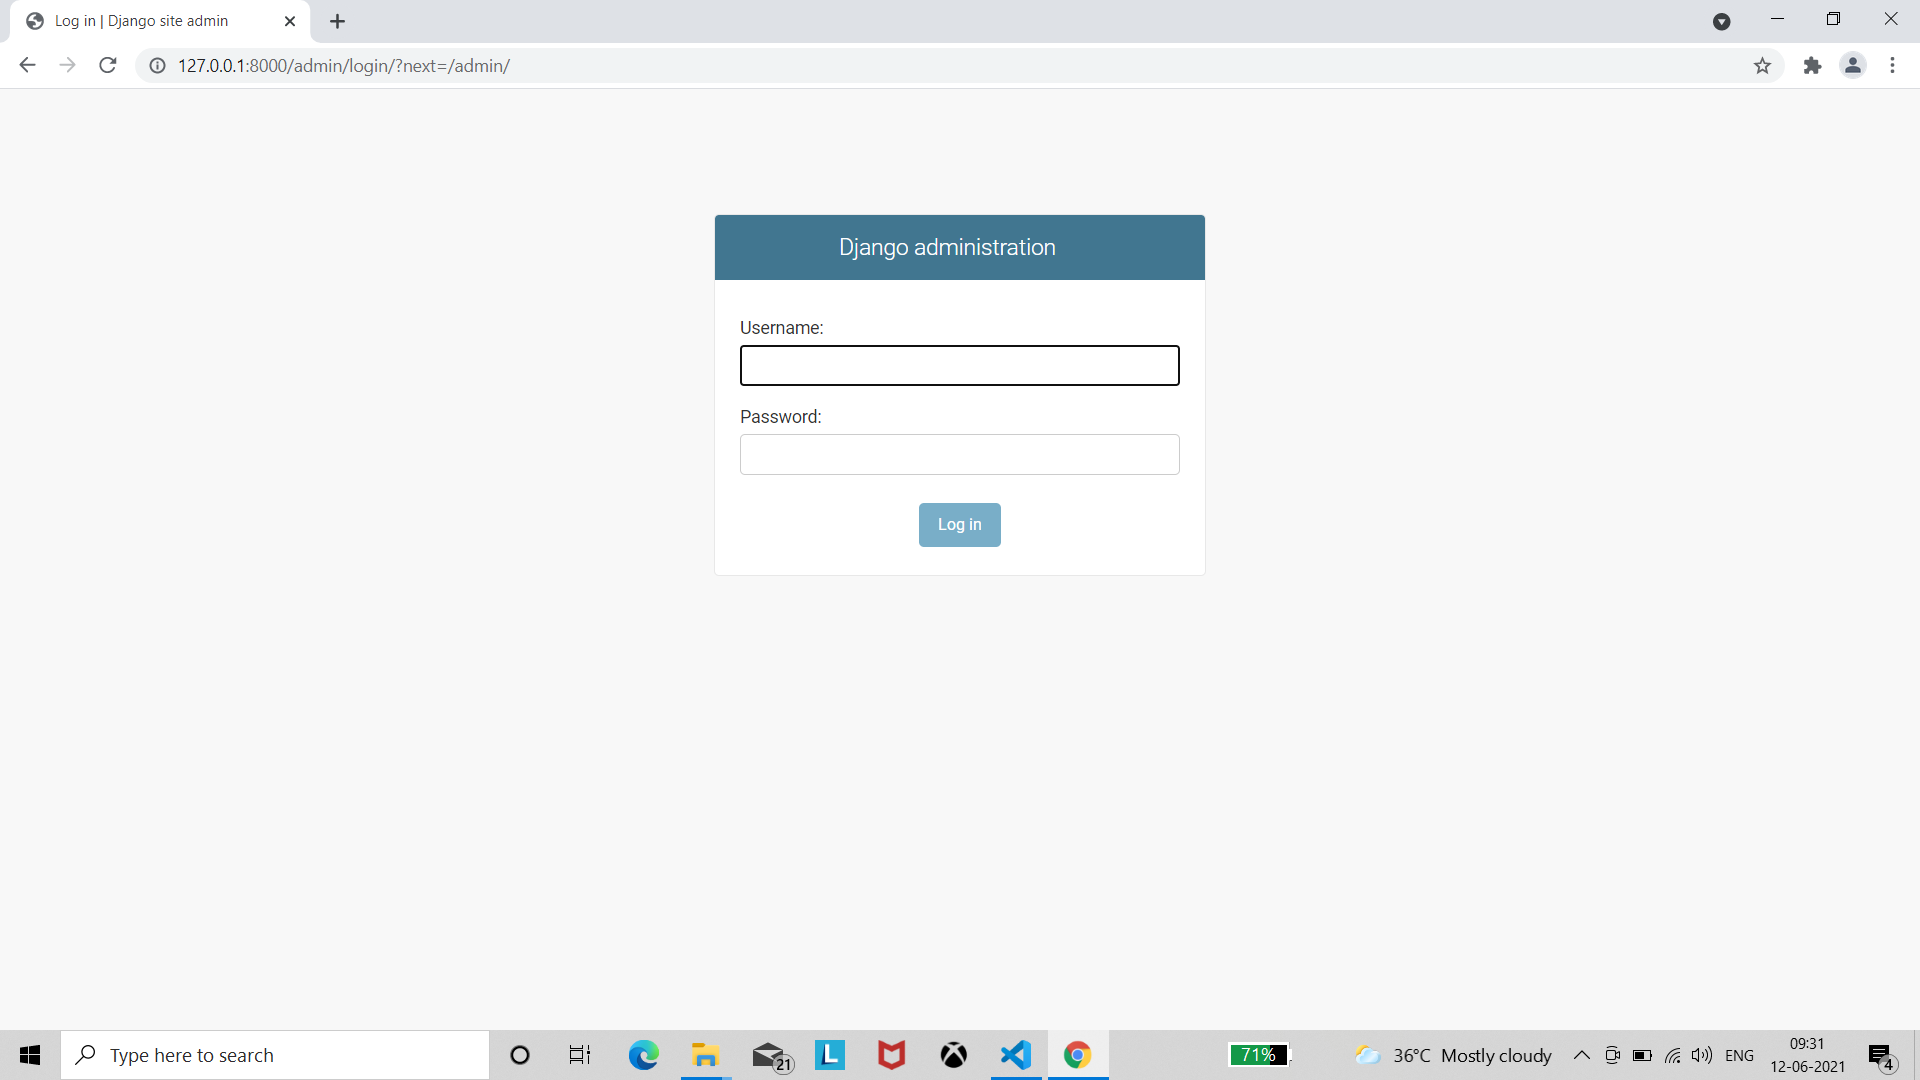 Log in | Django site admin
127.0.0.1:8000/admin/login/?next=/admin/
Django administration
Username:
Password:
Log in
Type here to search
21
L
71%
36°C Mostly cloudy
ENG
09:31
12-06-2021
4